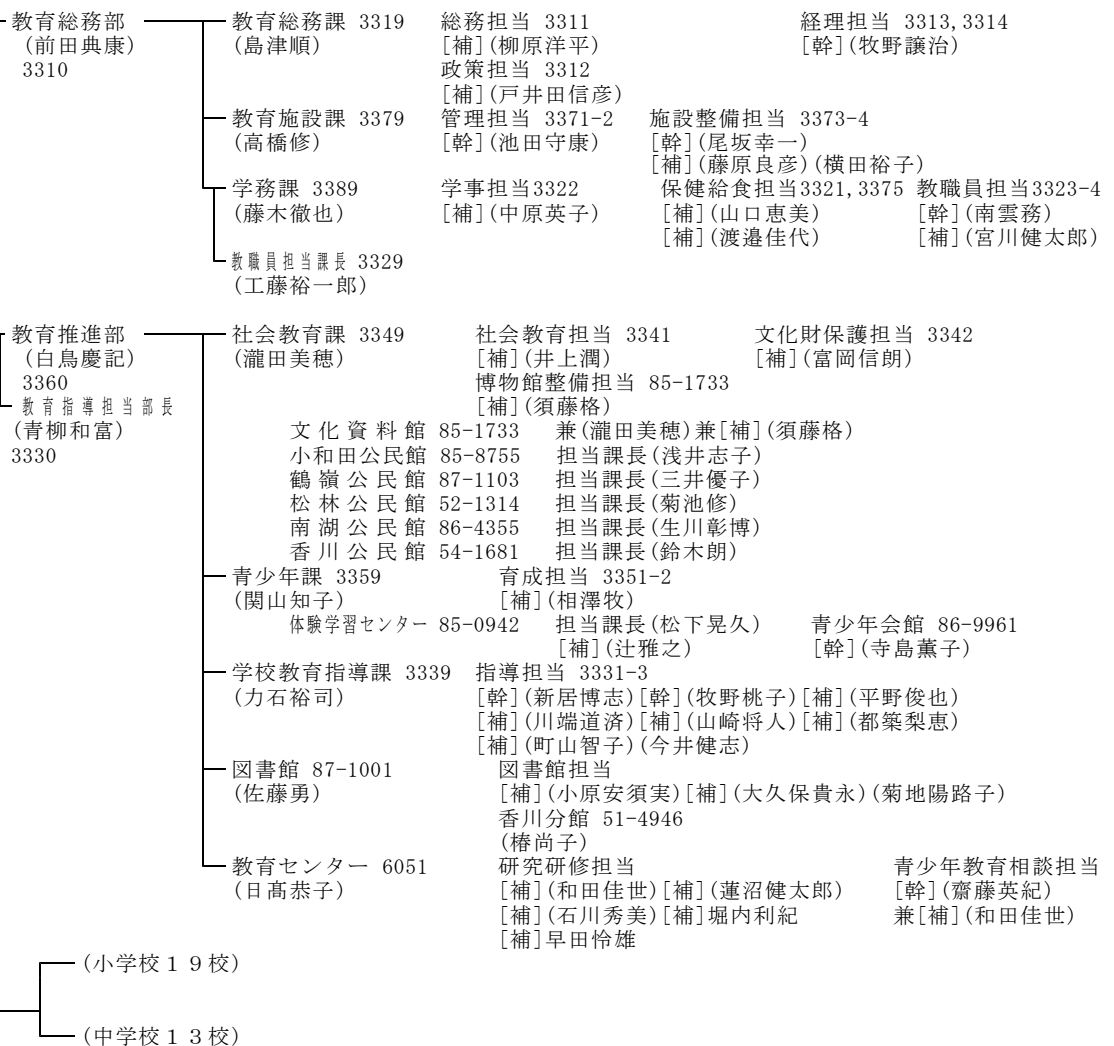 教育総務部 教育総務課 3319 総務担当 3311 経理担当 3313,3314
(前田典康) (島津順) [補](柳原洋平) [幹](牧野譲治)
3310 政策担当 3312
[補](戸井田信彦)
教育施設課 3379 管理担当 3371-2 施設整備担当 3373-4
(高橋修) [幹](池田守康) [幹](尾坂幸一)
[補](藤原良彦)(横田裕子)
学務課 3389 学事担当3322 保健給食担当3321,3375 教職員担当3323-4
(藤木徹也) [補](中原英子) [補](山口恵美) [幹](南雲務)
[補](渡邉佳代) [補](宮川健太郎)
教職員担当課長 3329
(工藤裕一郎)
教育推進部 社会教育課 3349 社会教育担当 3341 文化財保護担当 3342
(白鳥慶記) (瀧田美穂) [補](井上潤) [補](富岡信朗)
3360 博物館整備担当 85-1733
教育指導担当部長 [補](須藤格)
(青柳和富) 文化資料館 85-1733 兼(瀧田美穂)兼[補](須藤格)
3330 小和田公民館 85-8755 担当課長(浅井志子)
鶴嶺公民館 87-1103 担当課長(三井優子)
松林公民館 52-1314 担当課長(菊池修)
南湖公民館 86-4355 担当課長(生川彰博)
香川公民館 54-1681 担当課長(鈴木朗)
青少年課 3359 育成担当 3351-2
(関山知子) [補](相澤牧)
体験学習センター 85-0942 担当課長(松下晃久) 青少年会館 86-9961
[補](辻雅之) [幹](寺島薫子)
学校教育指導課 3339 指導担当 3331-3
(力石裕司) [幹](新居博志)[幹](牧野桃子)[補](平野俊也)
[補](川端道済)[補](山崎将人)[補](都築梨恵)
[補](町山智子)(今井健志)
図書館 87-1001 図書館担当
(佐藤勇) [補](小原安須実)[補](大久保貴永)(菊地陽路子)
香川分館 51-4946
(椿尚子)
教育センター 6051 研究研修担当 青少年教育相談担当
(日髙恭子) [補](和田佳世)[補](蓮沼健太郎) [幹](齋藤英紀)
[補](石川秀美)[補]堀内利紀 兼[補](和田佳世)
[補]早田怜雄
(小学校19校)
(中学校13校)